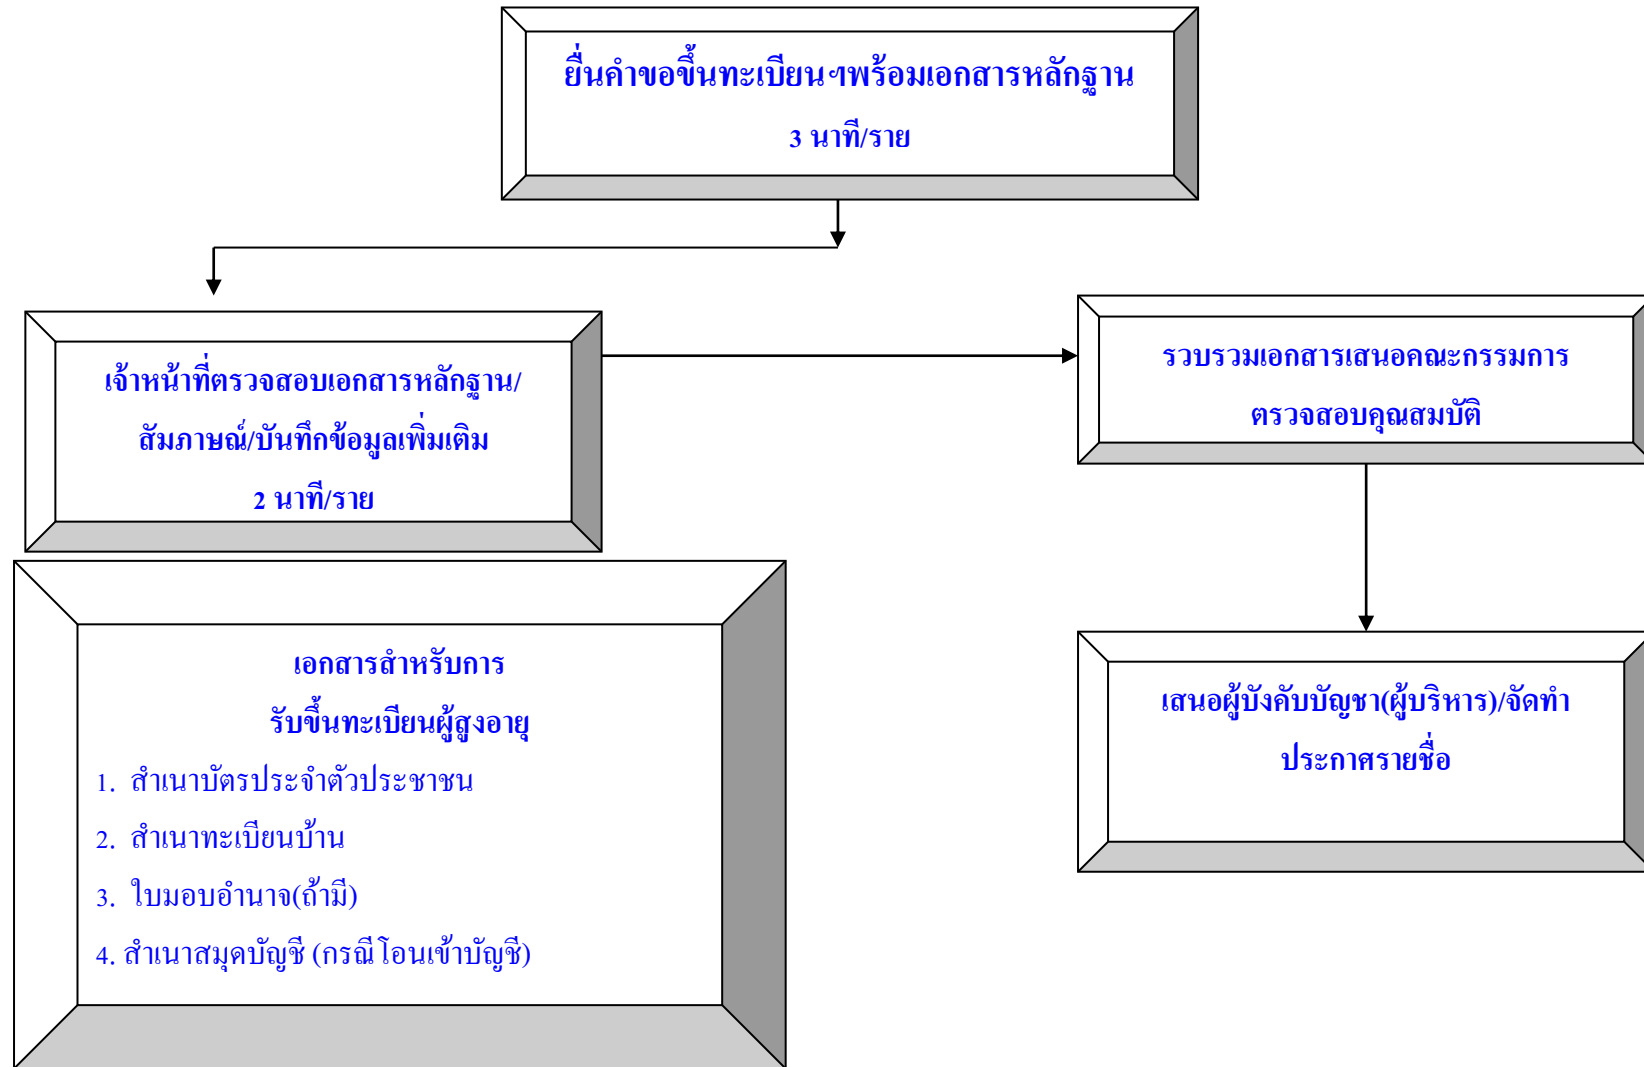 ยื่นคำขอขึ้นทะเบียนฯพร้อมเอกสารหลักฐาน
3 นาที/ราย
เจ้าหน้าที่ตรวจสอบเอกสารหลักฐาน/
สัมภาษณ์/บันทึกข้อมูลเพิ่มเติม
2 นาที/ราย
รวบรวมเอกสารเสนอคณะกรรมการ
ตรวจสอบคุณสมบัติ
เสนอผู้บังคับบัญชา(ผู้บริหาร)/จัดทำ
ประกาศรายชื่อ
เอกสารสำหรับการ
รับขึ้นทะเบียนผู้สูงอายุ
1. สำเนาบัตรประจำตัวประชาชน
2. สำเนาทะเบียนบ้าน
3. ใบมอบอำนาจ(ถ้ามี)
4. สำเนาสมุดบัญชี (กรณีโอนเข้าบัญชี)